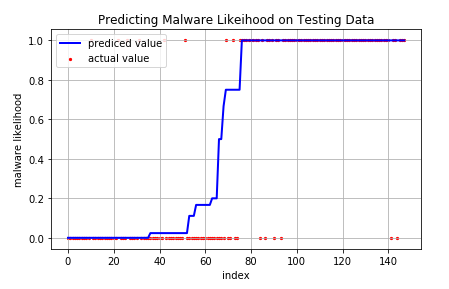 Predicting Malware Likeihood on Testing Data
prediced value
actual value
malware likelihood
1.0
0.8
0.6
0.4
0.2
0.0
0 20 40 60 80 100 120 140
index